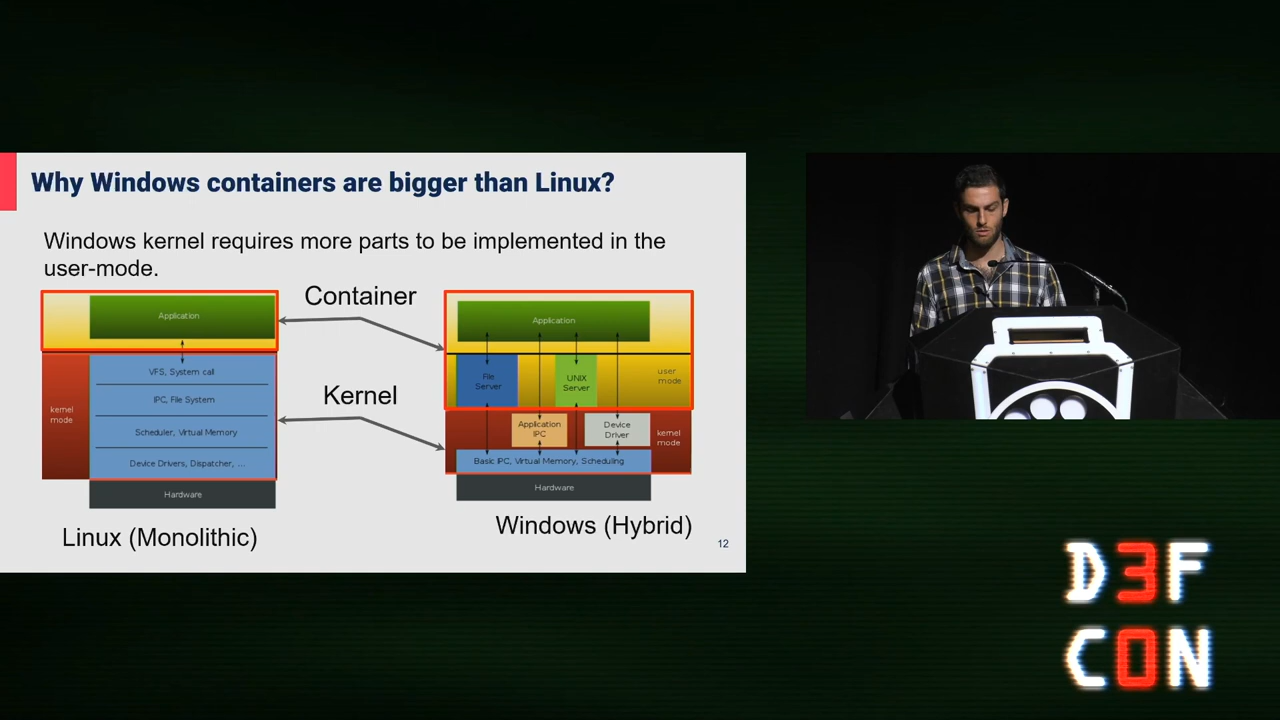 Why Windows containers are bigger than Linux?
Windows kernel requires more parts to be implemented in the
user-mode.
Application
kernel
mode
VFS, System call
IPC, File System
Scheduler, Virtual Memory
Device Drivers, Dispatcher, ...
Hardware
Linux (Monolithic)
Container
Kernel
Application
File
Server
UNIX
Server
user
mode
Application
IPC
Device
Driver
kernel
mode
Basic IPC, Virtual Memory, Scheduling
Hardware
Windows (Hybrid)
12
D3F
C0N